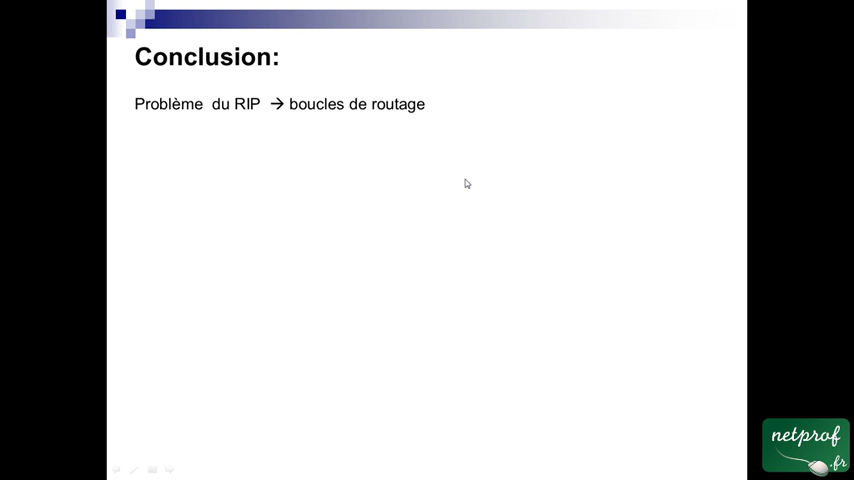 Conclusion:
Problème du RIP → boucles de routage
netprof
.fr